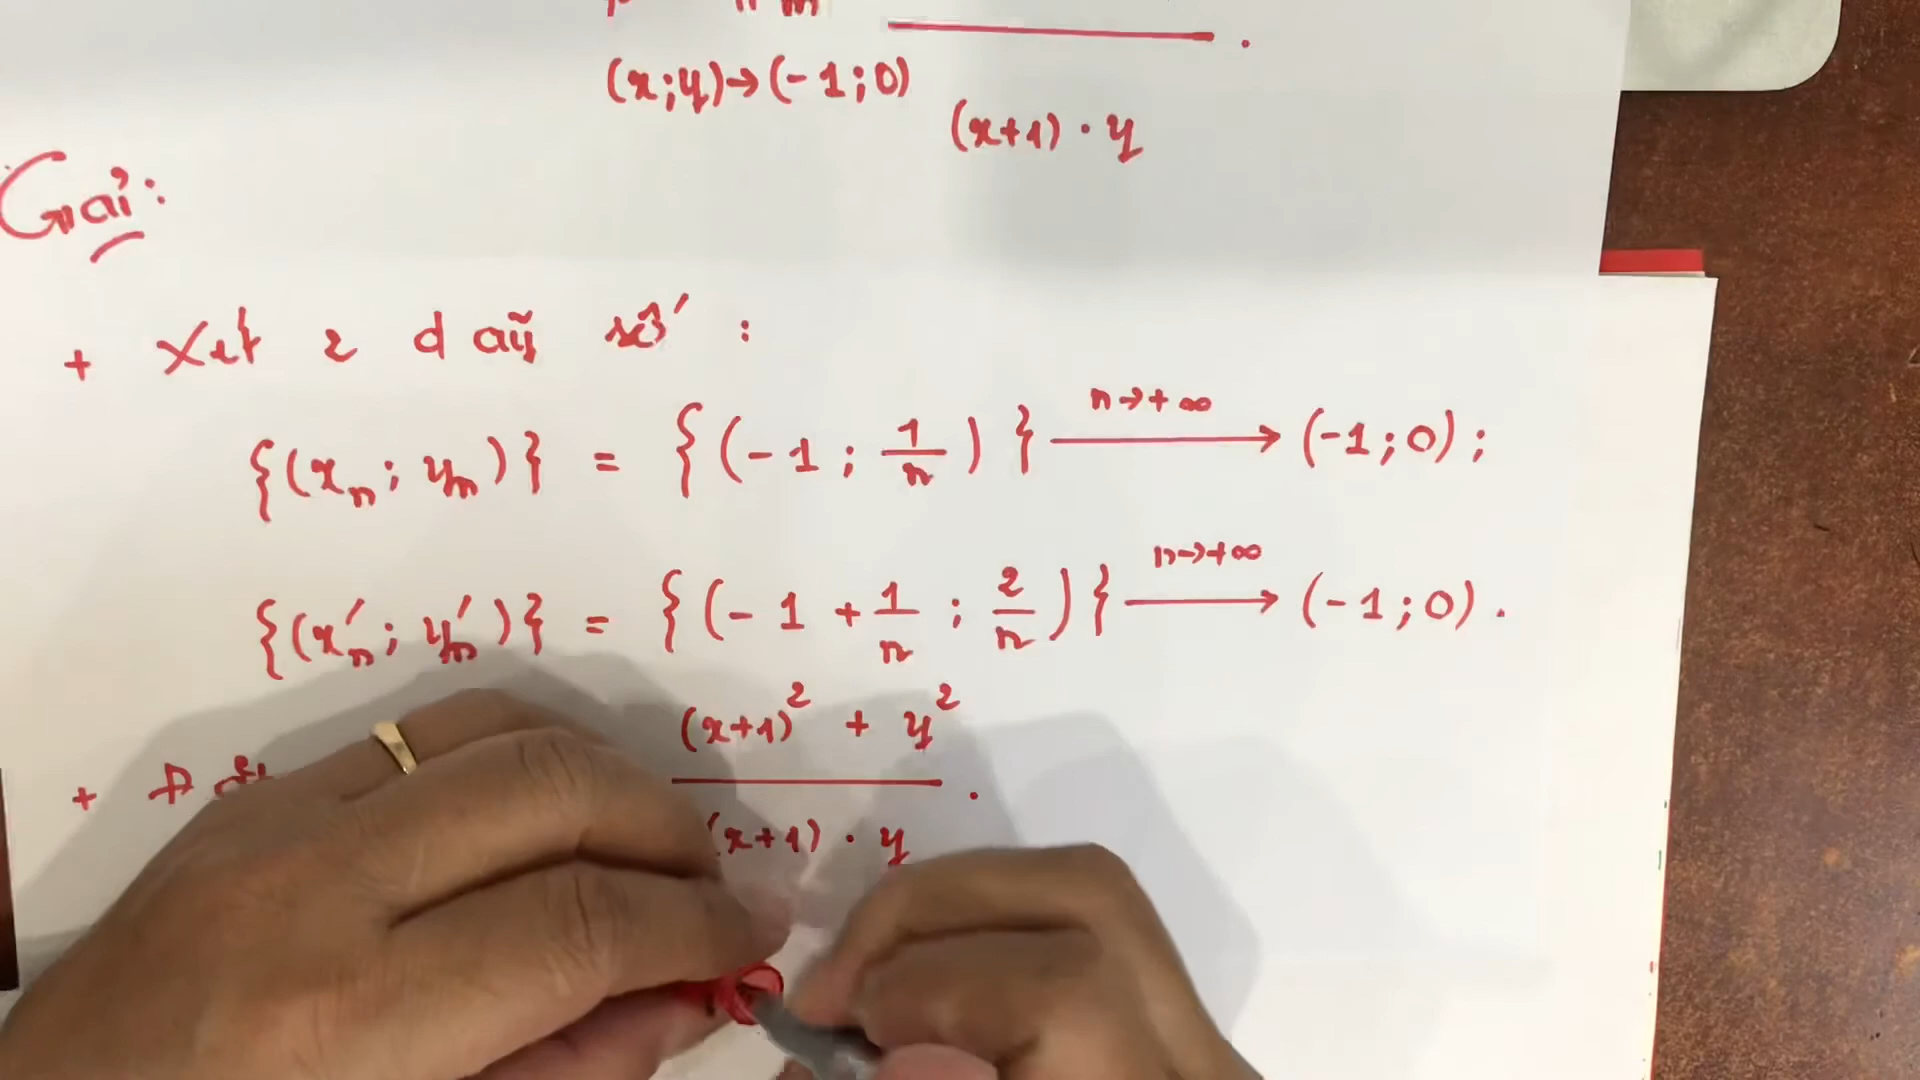 (x;y)→(-1;0)
(x+1) · y
Giải:
+ Xét 2 dãy số :
{(xₙ; yₙ)} = {(-1 ; 1/n)} n→+∞ → (-1;0) ;
{(x'ₙ; y'ₙ)} = {(-1 + 1/n ; 2/n)} n→+∞ → (-1;0) .
(x+1)² + y²
+ .
(x+1) · y